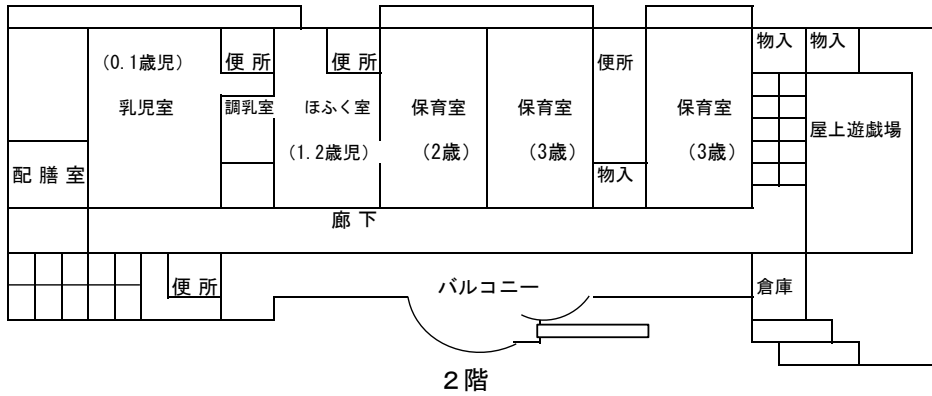 物入
物入
(0.1歳児)
便 所
便 所
便所
乳児室
調乳室
ほふく室
保育室
保育室
保育室
屋上遊戯場
(1.2歳児)
(2歳)
(3歳)
(3歳)
配 膳 室
物入
廊 下
便 所
バルコニー
倉庫
2階